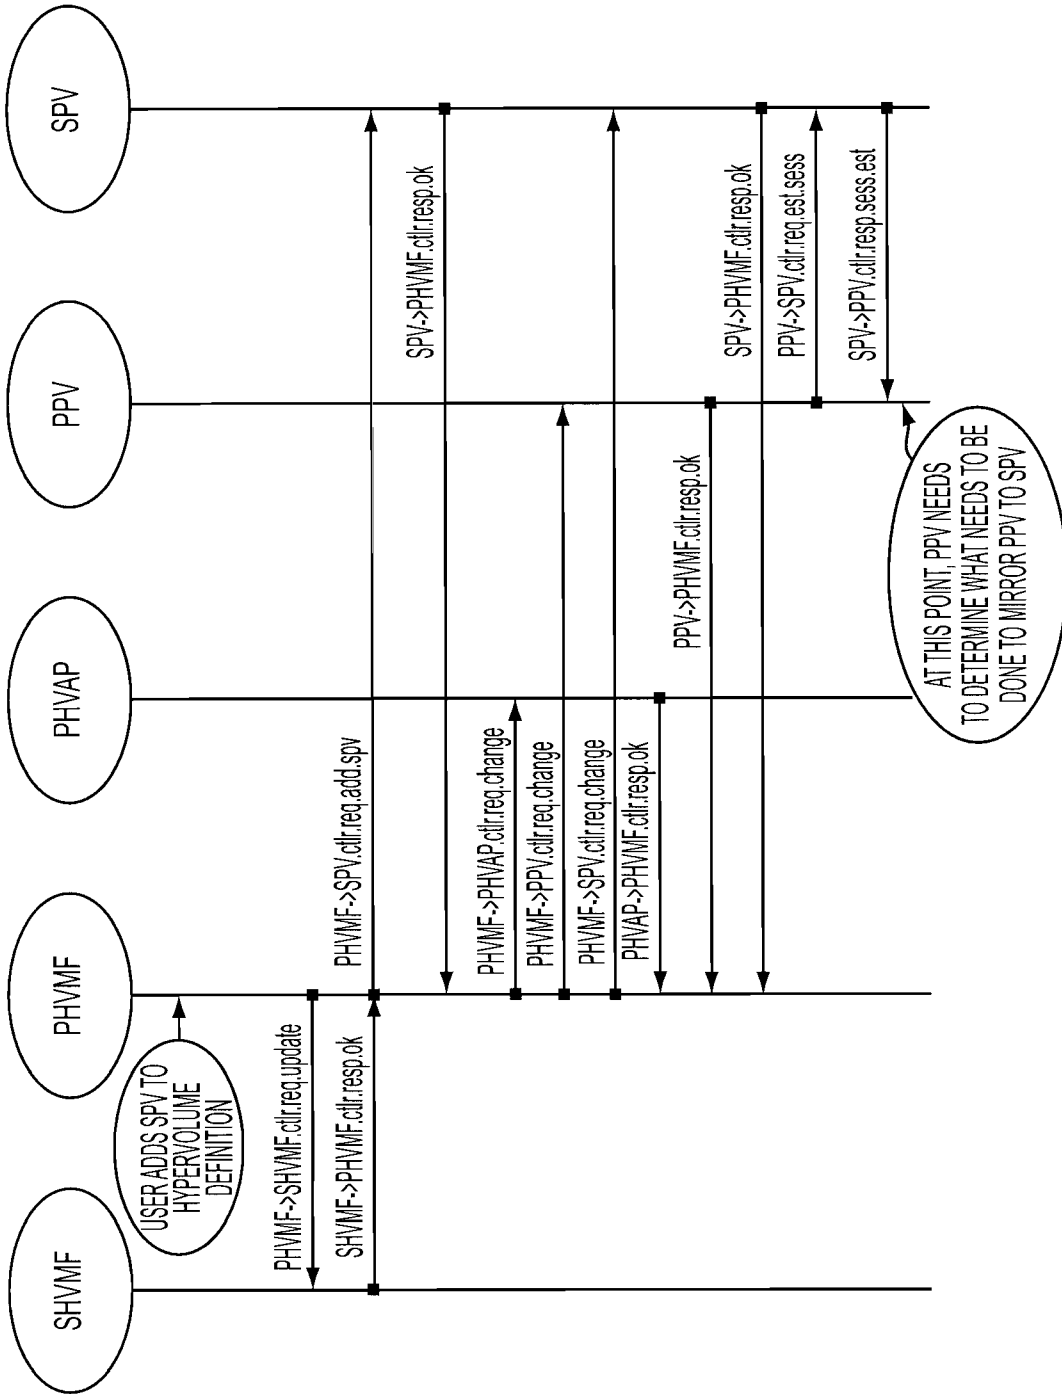 SHVMF
PHVMF
PHVAP
PPV
SPV
USER ADDS SPV TO
HYPERVOLUME
DEFINITION
PHVMF->SHVMF.ctlr.req.update
SHVMF->PHVMF.ctlr.resp.ok
PHVMF->SPV.ctlr.req.add.spv
SPV->PHVMF.ctlr.resp.ok
PHVMF->PHVAP.ctlr.req.change
PHVMF->PPV.ctlr.req.change
PHVMF->SPV.ctlr.req.change
PHVAP->PHVMF.ctlr.resp.ok
PPV->PHVMF.ctlr.resp.ok
SPV->PHVMF.ctlr.resp.ok
PPV->SPV.ctlr.req.est.sess
SPV->PPV.ctlr.resp.sess.est
AT THIS POINT, PPV NEEDS
TO DETERMINE WHAT NEEDS TO BE
DONE TO MIRROR PPV TO SPV